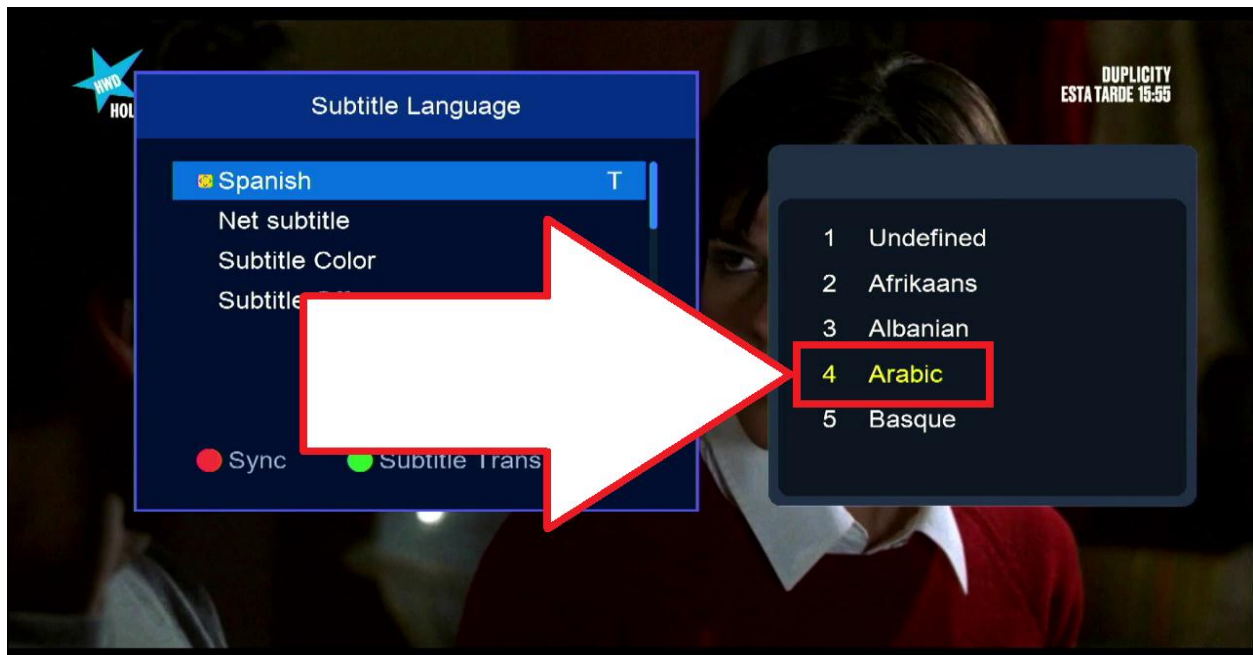 HWD
HOL
DUPLICITY
ESTA TARDE 15:55
Subtitle Language
Spanish T
Net subtitle
Subtitle Color
Subtitle
Sync
Subtitle Trans
1 Undefined
2 Afrikaans
3 Albanian
4 Arabic
5 Basque